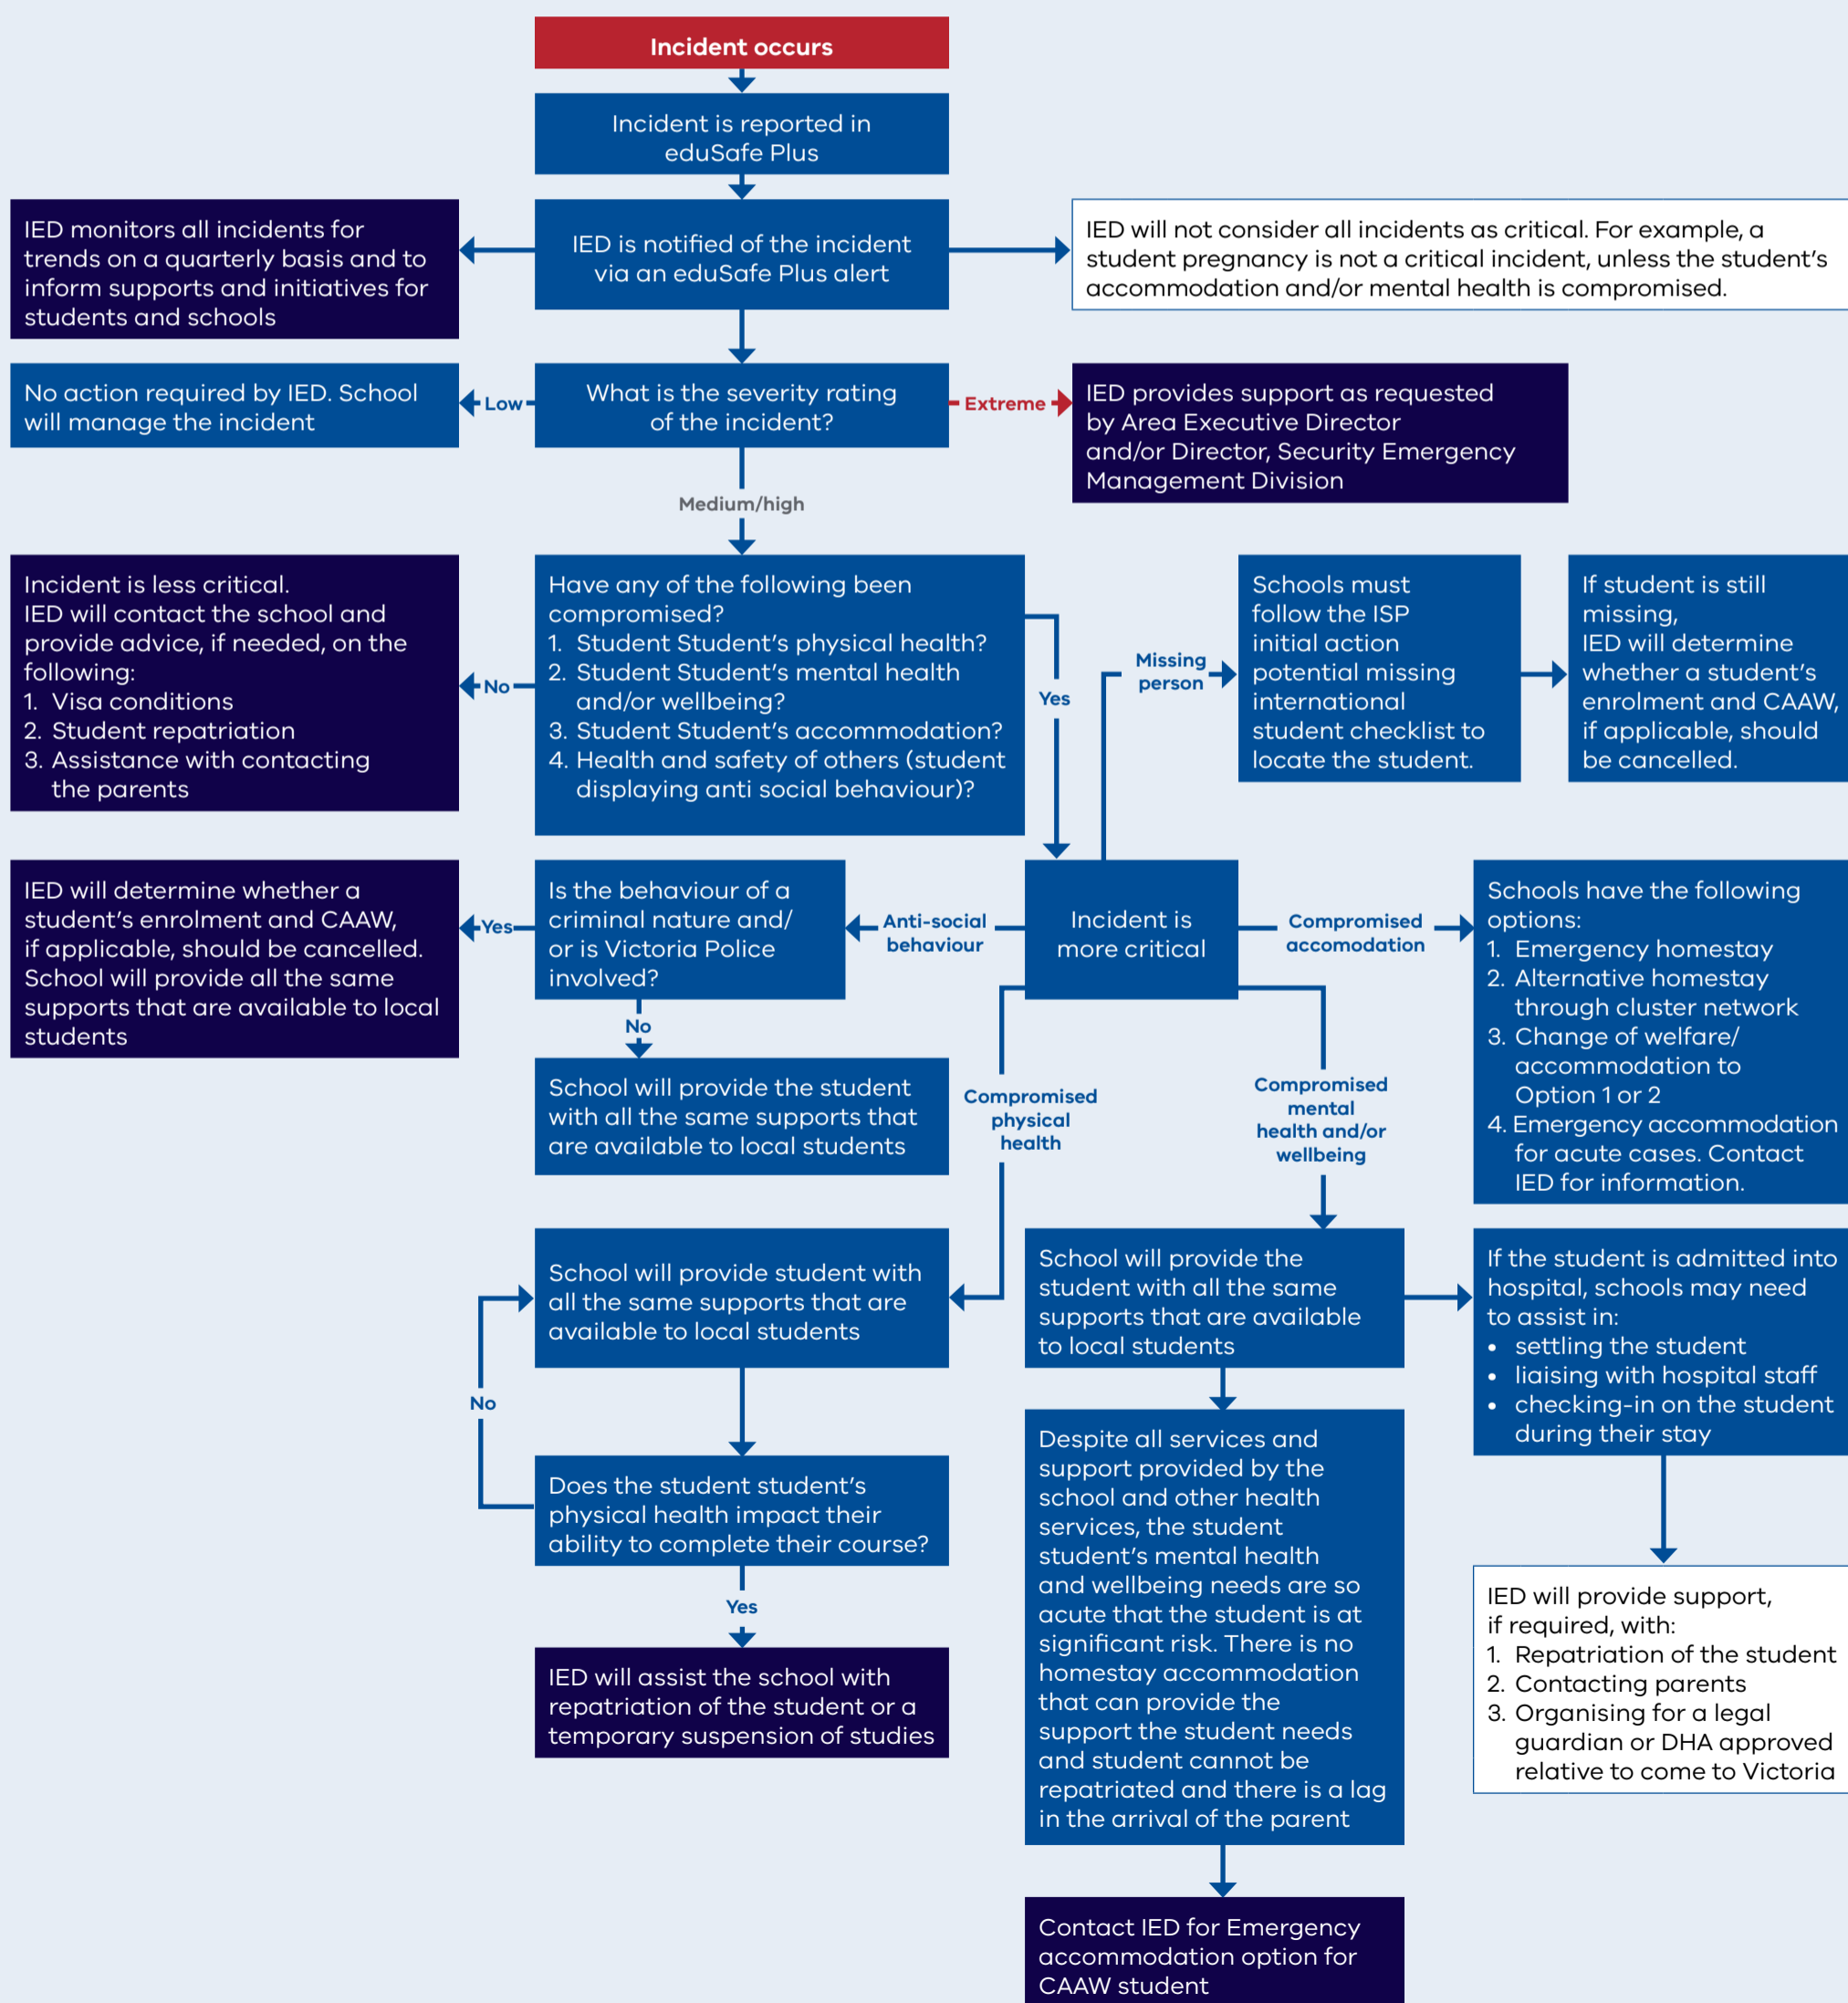 Incident occurs
Incident is reported in
eduSafe Plus
IED monitors all incidents for
trends on a quarterly basis and to
inform supports and initiatives for
students and schools
IED is notified of the incident
via an eduSafe Plus alert
IED will not consider all incidents as critical. For example, a
student pregnancy is not a critical incident, unless the student's
accommodation and/or mental health is compromised.
No action required by IED. School
will manage the incident
Low
What is the severity rating
of the incident?
Extreme
IED provides support as requested
by Area Executive Director
and/or Director, Security Emergency
Management Division
Medium/high
Incident is less critical.
IED will contact the school and
provide advice, if needed, on the
following:
1. Visa conditions
2. Student repatriation
3. Assistance with contacting
the parents
No
Have any of the following been
compromised?
1. Student Student's physical health?
2. Student Student's mental health
and/or wellbeing?
3. Student Student's accommodation?
4. Health and safety of others (student
displaying anti social behaviour)?
Yes
Missing
person
Schools must
follow the ISP
initial action
potential missing
international
student checklist to
locate the student.
If student is still
missing,
IED will determine
whether a student's
enrolment and CAAW,
if applicable, should
be cancelled.
IED will determine whether a
student's enrolment and CAAW,
if applicable, should be cancelled.
School will provide all the same
supports that are available to local
students
Yes
Is the behaviour of a
criminal nature and/
or is Victoria Police
involved?
Anti-social
behaviour
Incident is
more critical
Compromised
accomodation
Schools have the following
options:
1. Emergency homestay
2. Alternative homestay
through cluster network
3. Change of welfare/
accommodation to
Option 1 or 2
4. Emergency accommodation
for acute cases. Contact
IED for information.
No
School will provide the student
with all the same supports that
are available to local students
Compromised
physical
health
Compromised
mental
health and/or
wellbeing
School will provide student with
all the same supports that are
available to local students
School will provide the
student with all the same
supports that are available
to local students
If the student is admitted into
hospital, schools may need
to assist in:
• settling the student
• liaising with hospital staff
• checking-in on the student
during their stay
No
Does the student student's
physical health impact their
ability to complete their course?
Yes
IED will assist the school with
repatriation of the student or a
temporary suspension of studies
Despite all services and
support provided by the
school and other health
services, the student
student's mental health
and wellbeing needs are so
acute that the student is at
significant risk. There is no
homestay accommodation
that can provide the
support the student needs
and student cannot be
repatriated and there is a lag
in the arrival of the parent
IED will provide support,
if required, with:
1. Repatriation of the student
2. Contacting parents
3. Organising for a legal
guardian or DHA approved
relative to come to Victoria
Contact IED for Emergency
accommodation option for
CAAW student